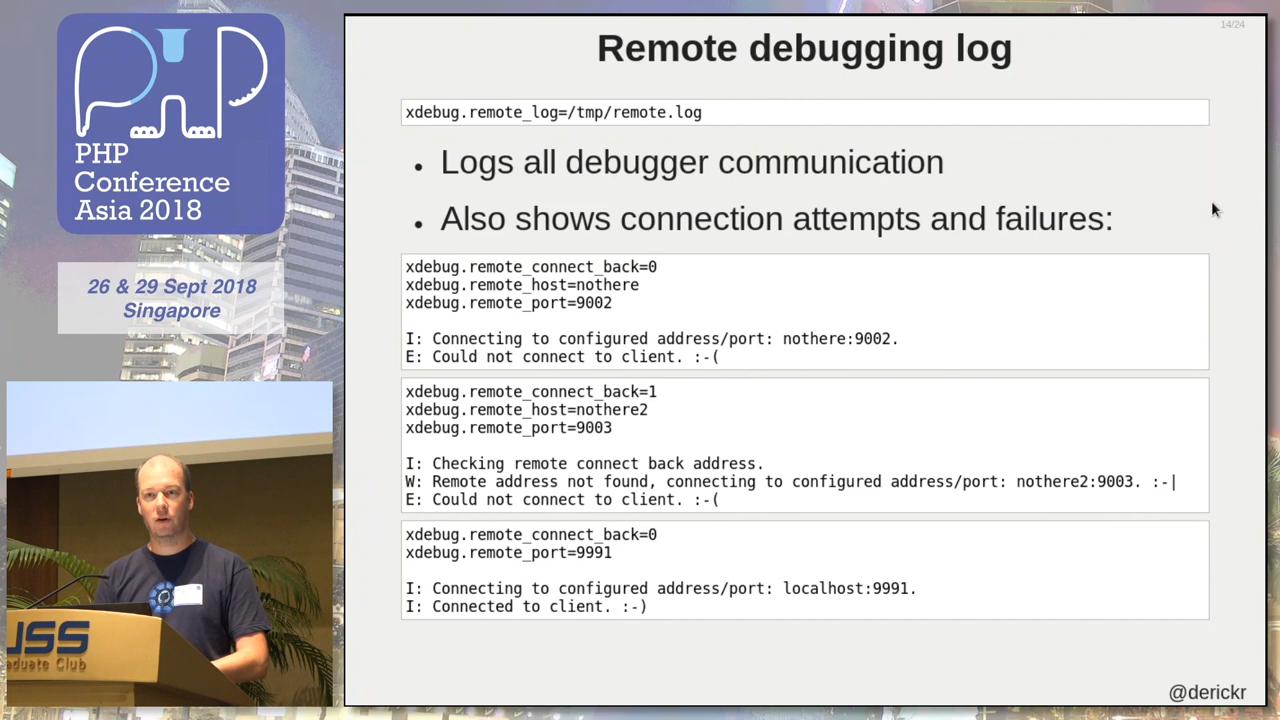 PHP
Conference
Asia 2018
26 & 29 Sept 2018
Singapore
USS
aduate Club
14/24
Remote debugging log
xdebug.remote_log=/tmp/remote.log
• Logs all debugger communication
• Also shows connection attempts and failures:
xdebug.remote_connect_back=0
xdebug.remote_host=nothere
xdebug.remote_port=9002
I: Connecting to configured address/port: nothere:9002.
E: Could not connect to client. :-(
xdebug.remote_connect_back=1
xdebug.remote_host=nothere2
xdebug.remote_port=9003
I: Checking remote connect back address.
W: Remote address not found, connecting to configured address/port: nothere2:9003. :-|
E: Could not connect to client. :-(
xdebug.remote_connect_back=0
xdebug.remote_port=9991
I: Connecting to configured address/port: localhost:9991.
I: Connected to client. :-)
@derickr